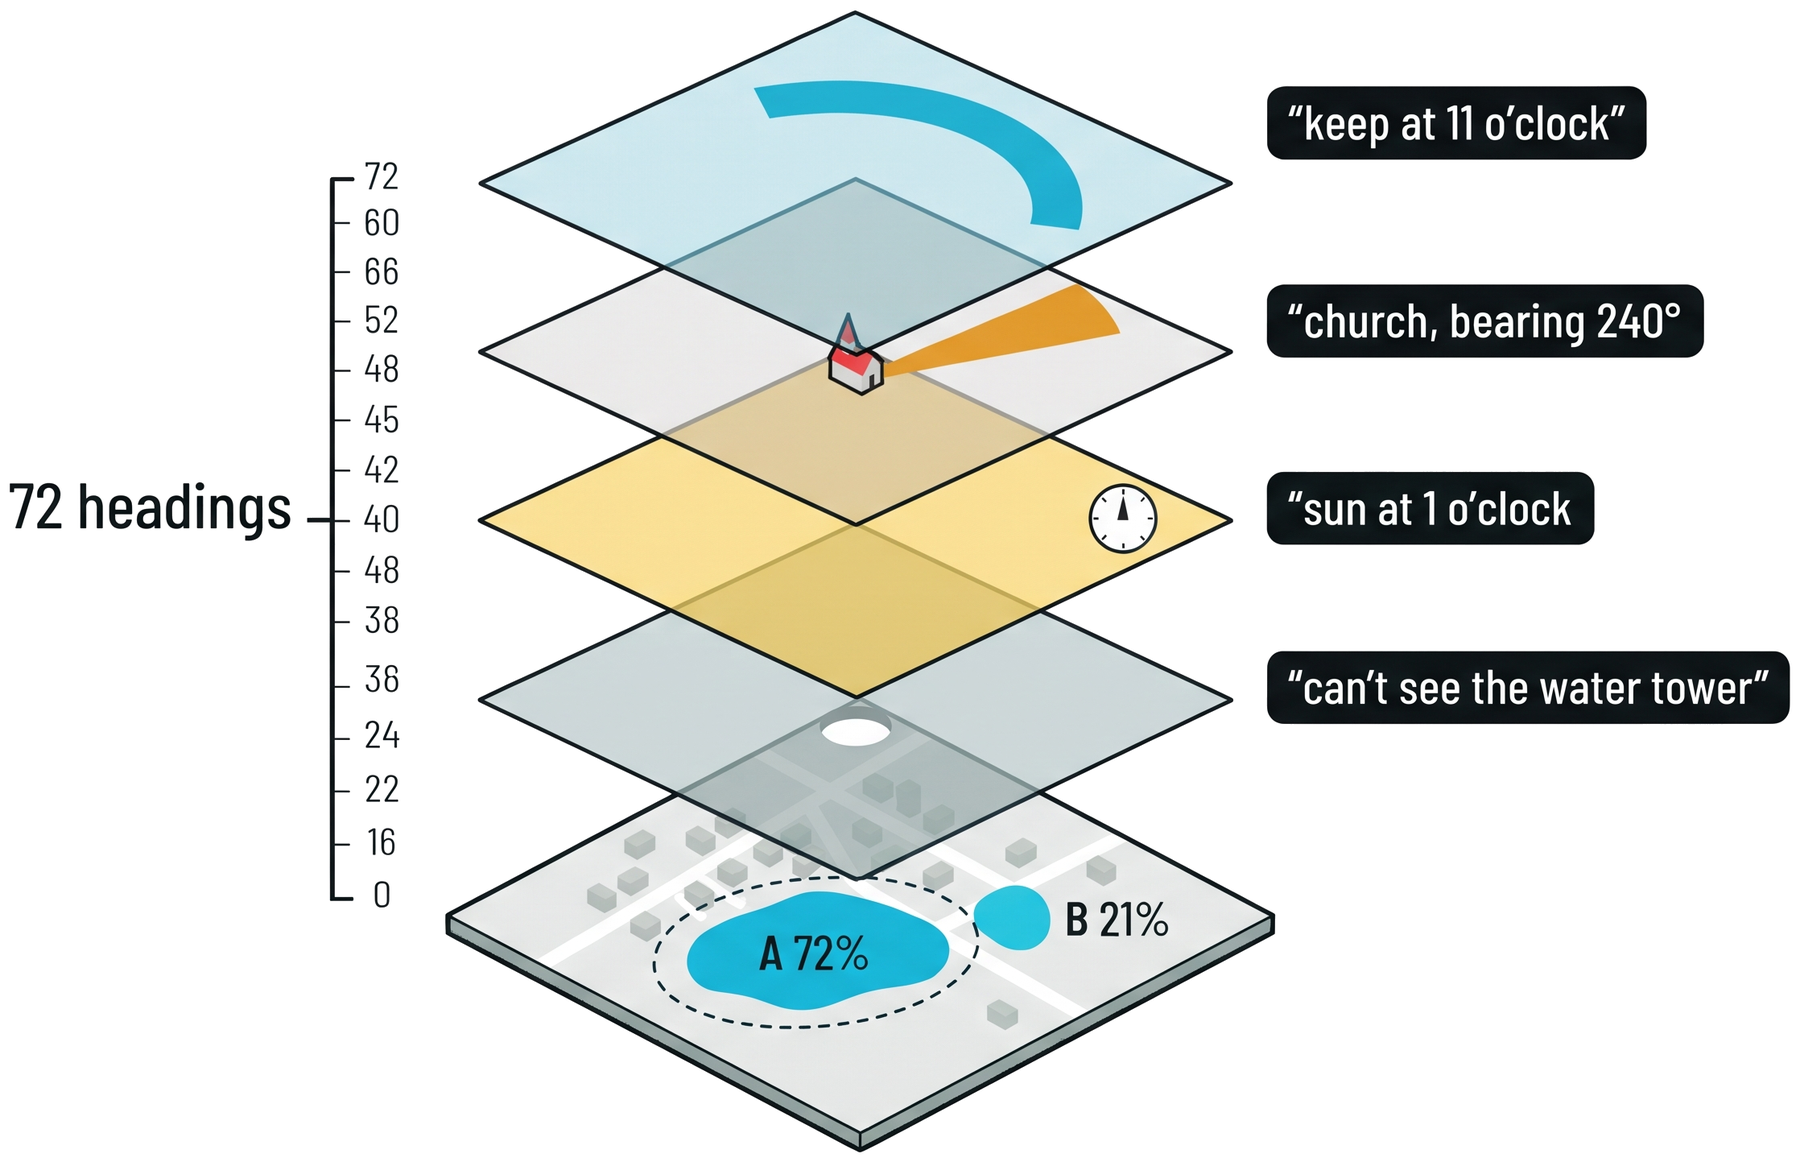 “keep at 11 o’clock”
72
60
66
“church, bearing 240°
52
48
45
42
72 headings
40
“sun at 1 o’clock
48
38
38
“can’t see the water tower”
24
22
16
0
A 72%
B 21%